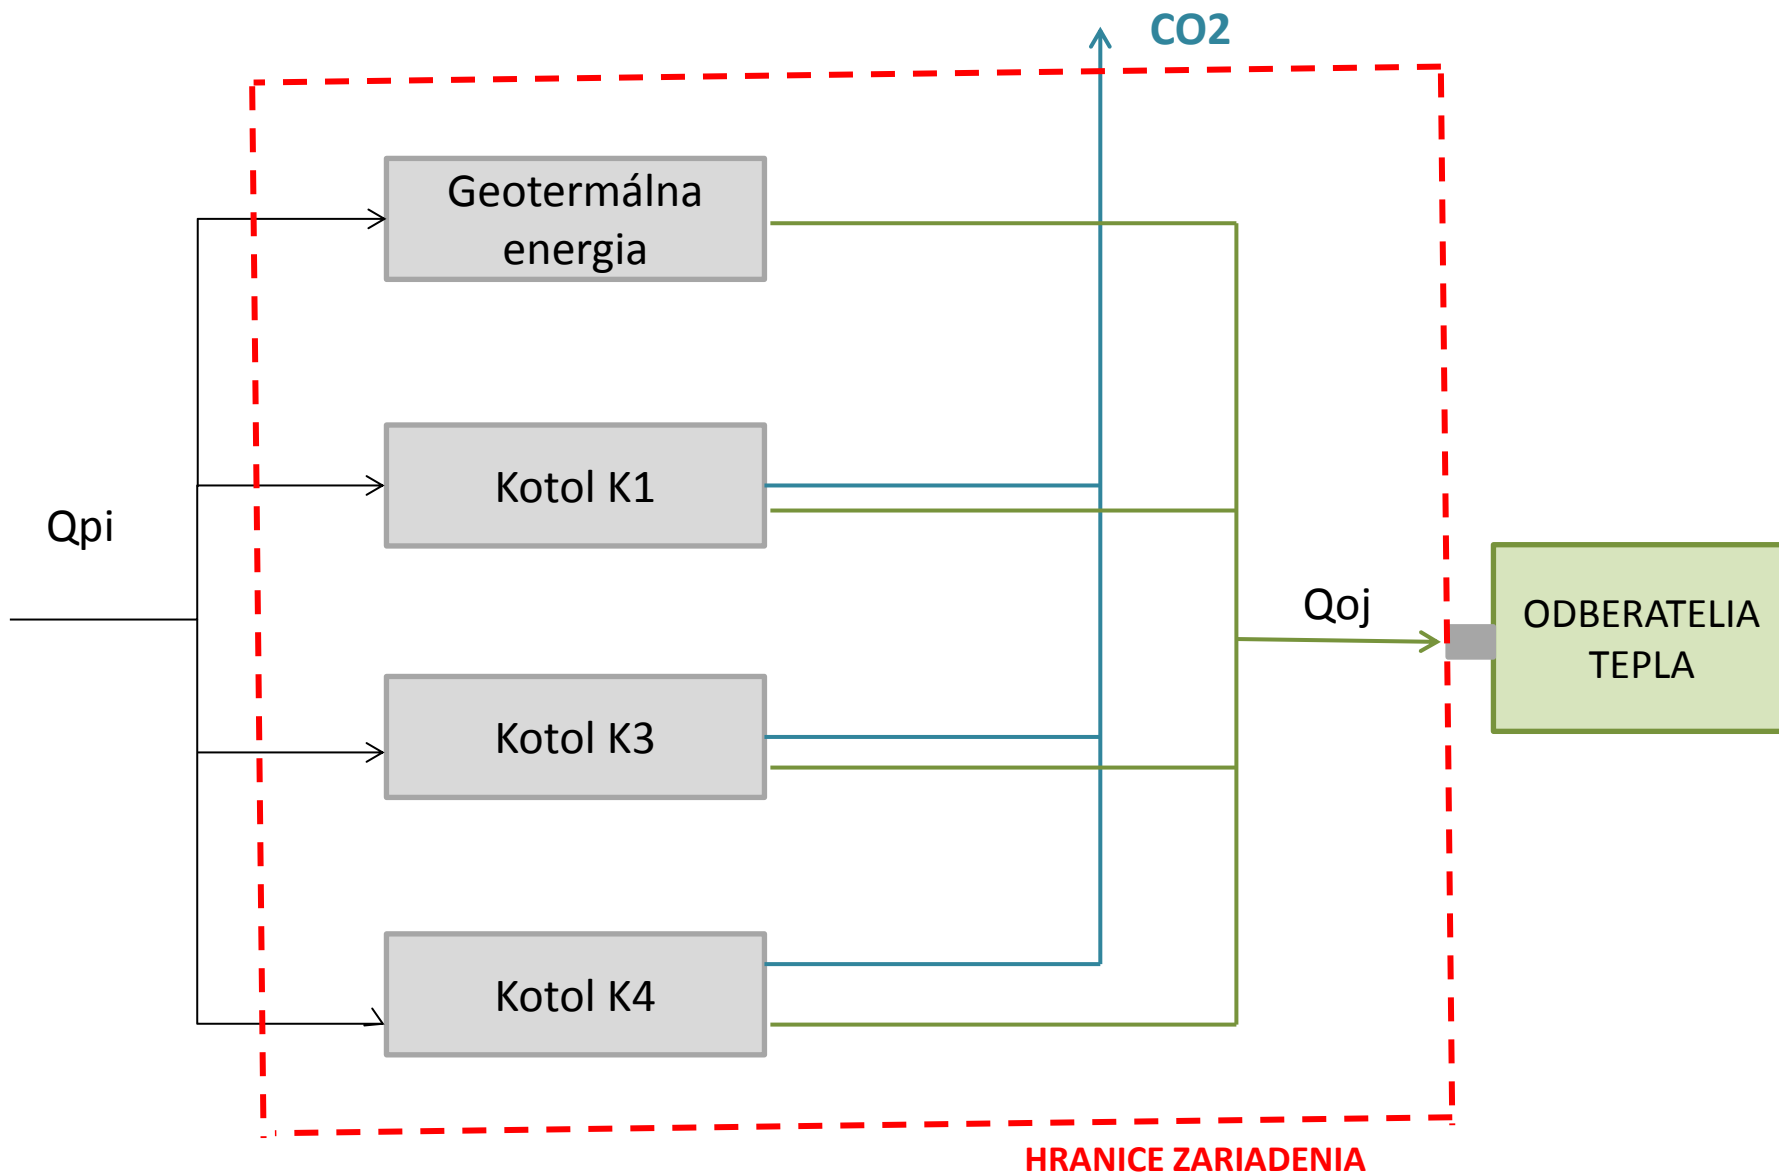 CO2
Geotermálna
energia
Kotol K1
Qpi
Qoj
ODBERATELIA
TEPLA
Kotol K3
Kotol K4
HRANICE ZARIADENIA